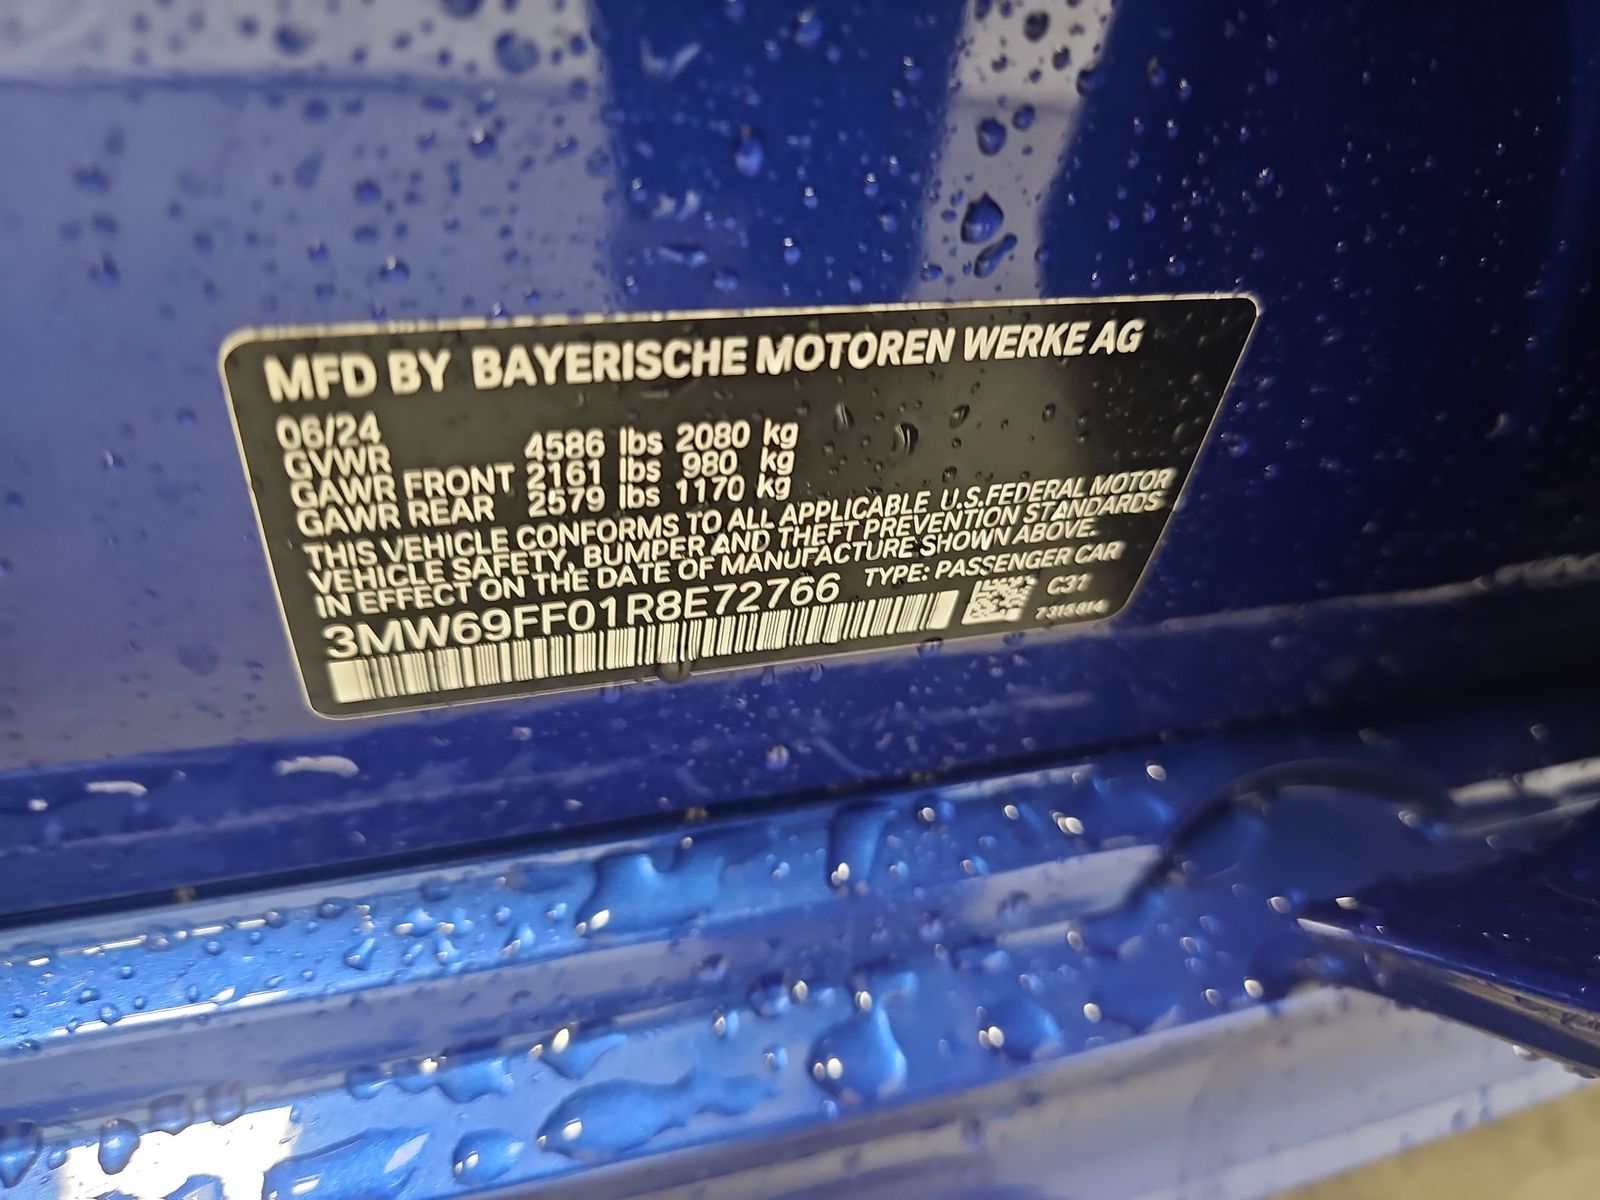 MFD BY BAYERISCHE MOTOREN WERKE AG
06/24
GVWR 4586 lbs 2080 kg
GAWR FRONT 2161 lbs 980 kg
GAWR REAR 2579 lbs 1170 kg
THIS VEHICLE CONFORMS TO ALL APPLICABLE U.S.FEDERAL MOTOR
VEHICLE SAFETY, BUMPER AND THEFT PREVENTION STANDARDS
IN EFFECT ON THE DATE OF MANUFACTURE SHOWN ABOVE.
3MW69FF01R8E72766 TYPE: PASSENGER CAR
C31